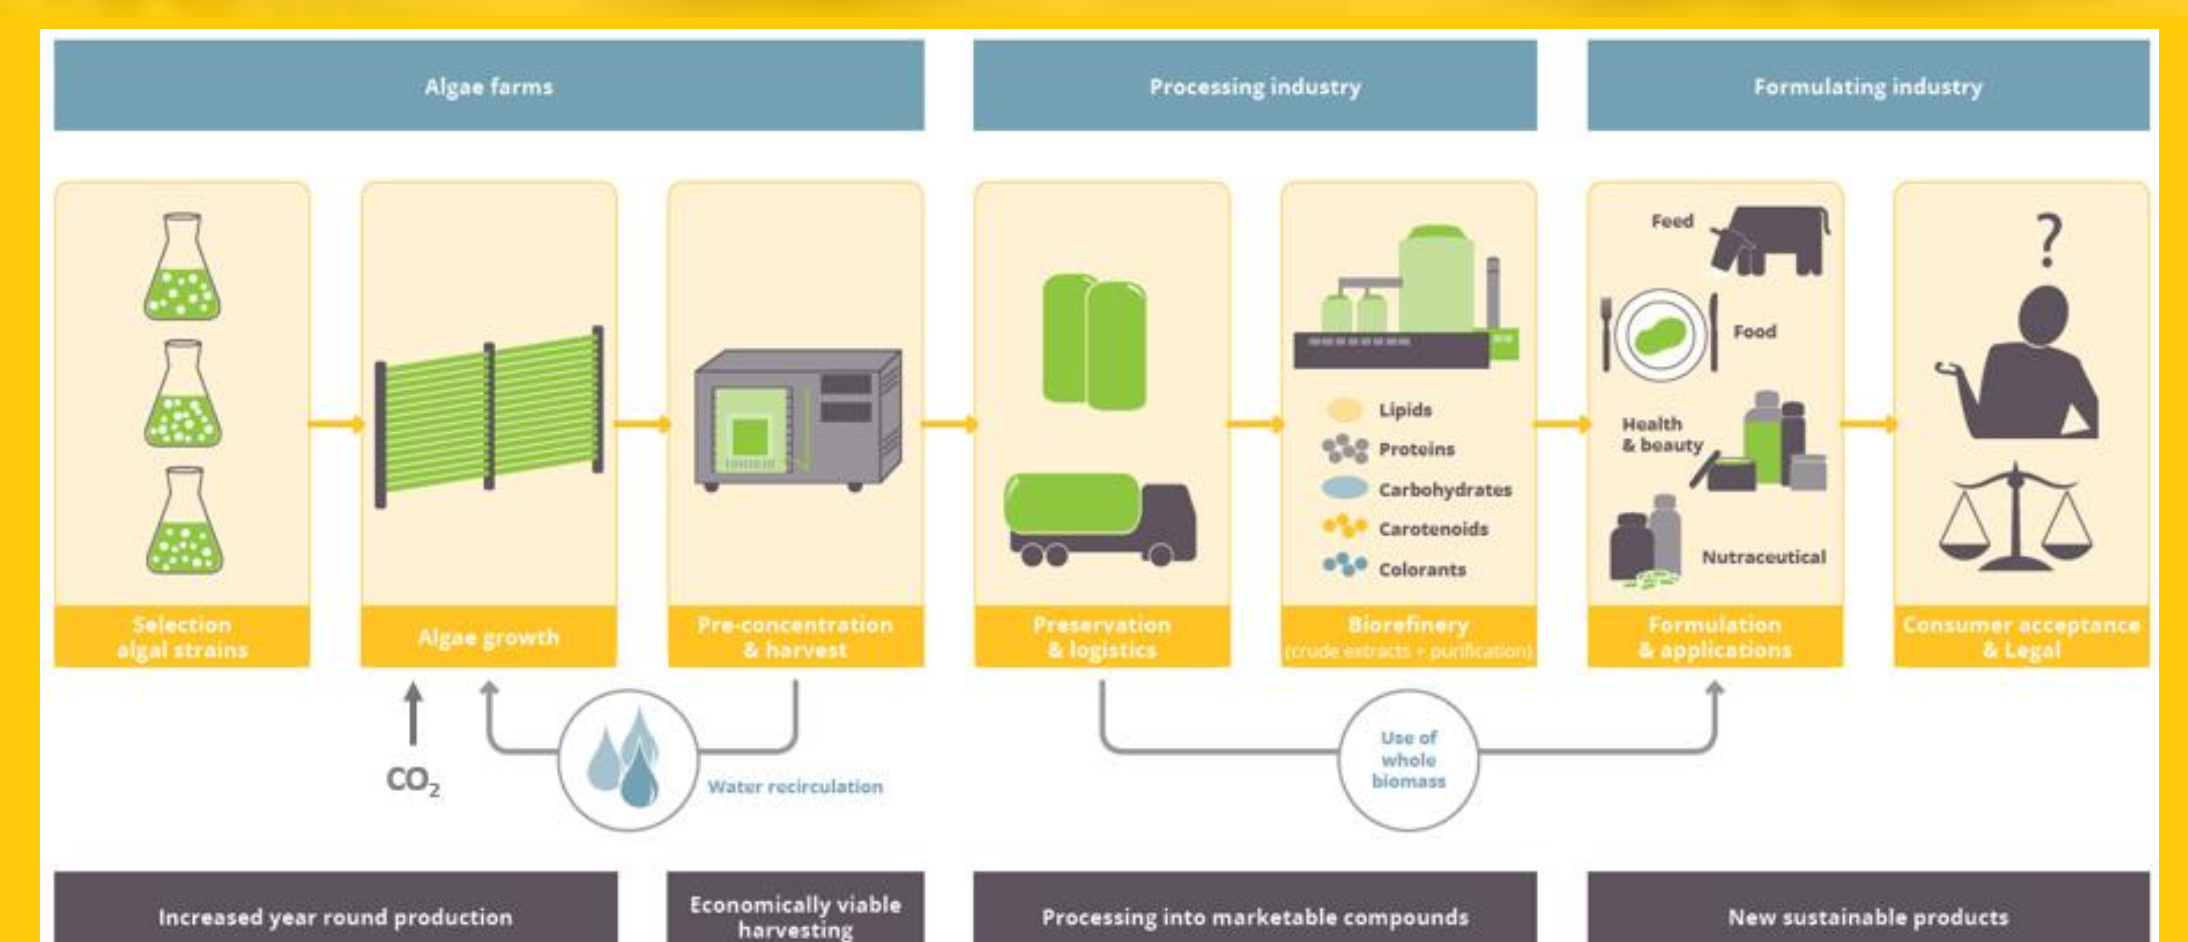 Algae farms
Processing industry
Formulating industry
Feed
Food
Health
& beauty
Nutraceutical
?
Lipids
Proteins
Carbohydrates
Carotenoids
Colorants
Selection
algal strains
Algae growth
Pre-concentration
& harvest
Preservation
& logistics
Biorefinery
(crude extracts + purification)
Formulation
& applications
Consumer acceptance
& Legal
CO₂
Water recirculation
Use of
whole
biomass
Increased year round production
Economically viable
harvesting
Processing into marketable compounds
New sustainable products